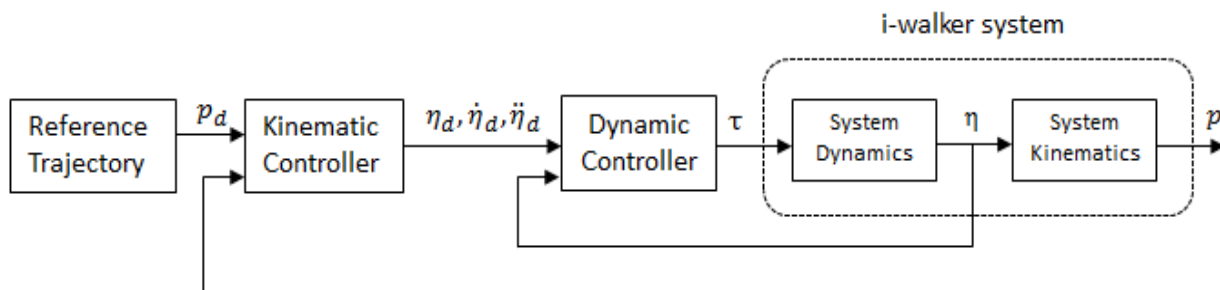 i-walker system
Reference
Trajectory
p_d
Kinematic
Controller
η_d, η̇_d, η̈_d
Dynamic
Controller
τ
System
Dynamics
η
System
Kinematics
p